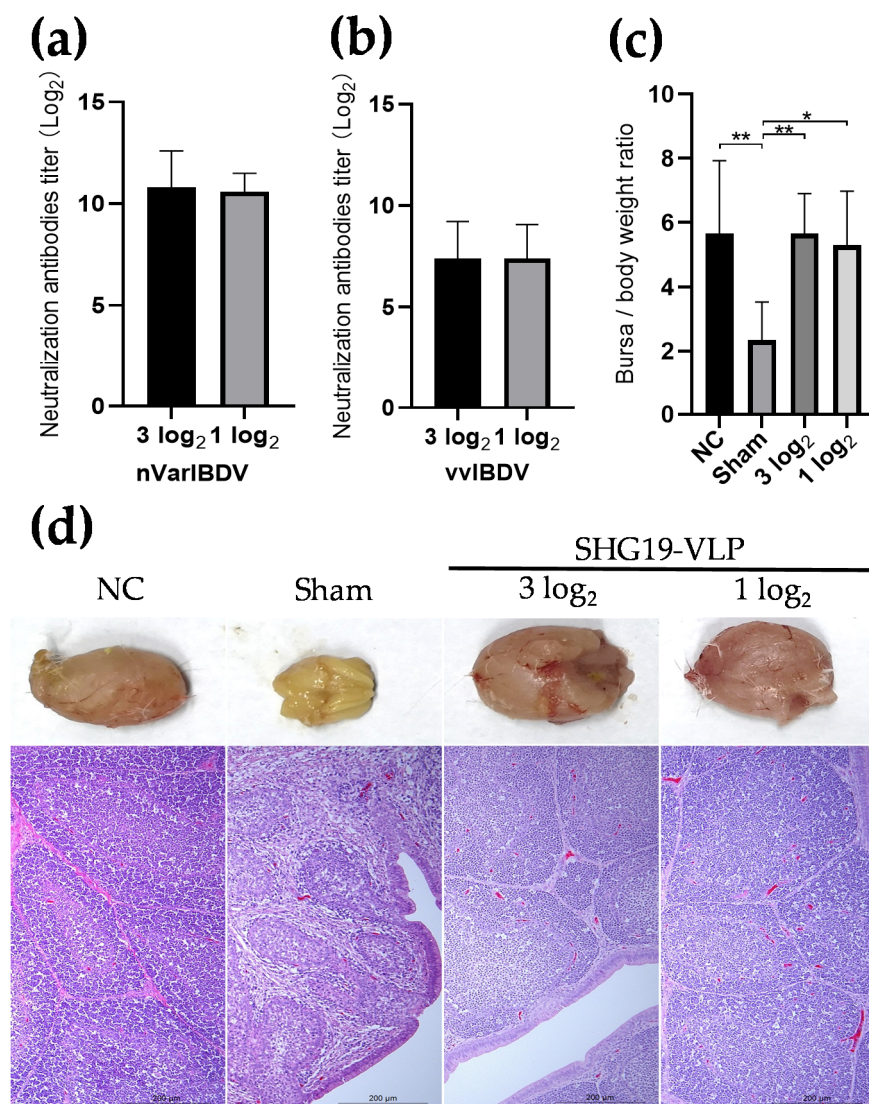 (a)
Neutralization antibodies titer (Log₂)
15
10
5
0
3 log₂ 1 log₂
nVarIBDV
(b)
Neutralization antibodies titer (Log₂)
15
10
5
0
3 log₂ 1 log₂
vvIBDV
(c)
Bursa / body weight ratio
10
8
6
4
2
0
*
** **
NC
Sham
3 log₂
1 log₂
(d)
SHG19-VLP
NC Sham 3 log₂ 1 log₂
200 μm 200 μm 200 μm 200 μm